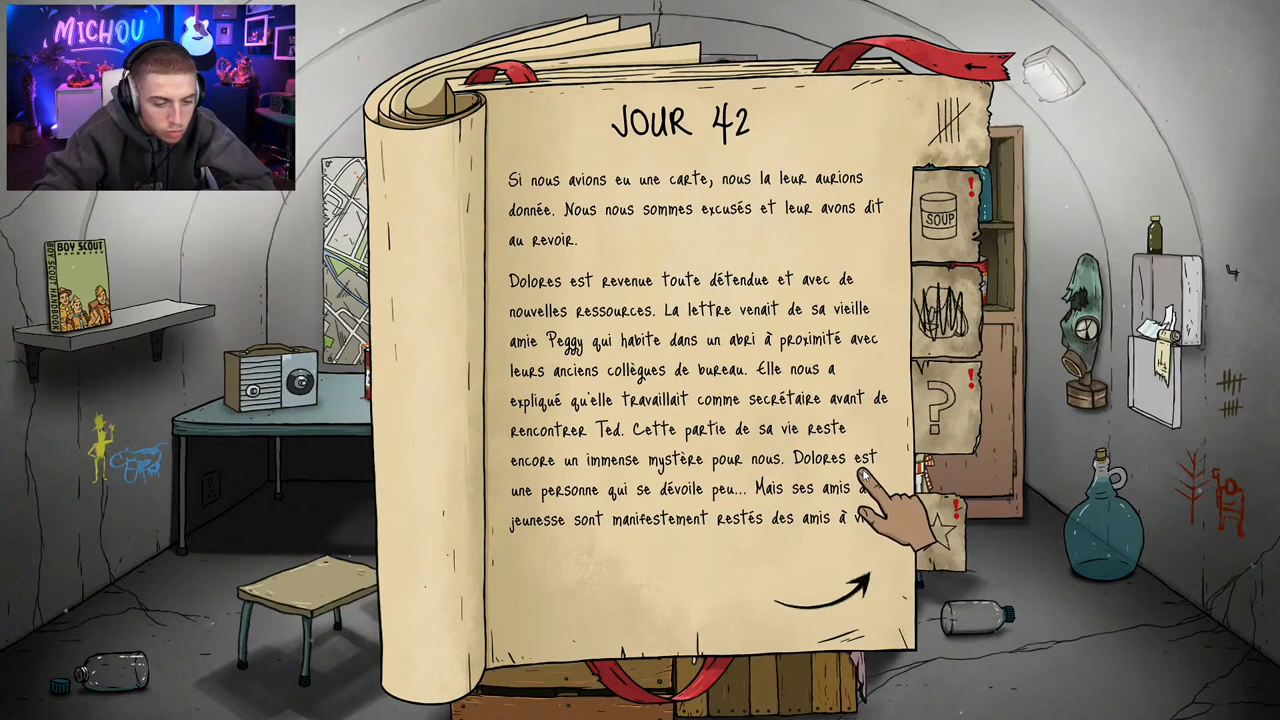 MICHOU
JOUR 42
Si nous avions eu une carte, nous la leur aurions
donnée. Nous nous sommes excusés et leur avons dit
au revoir.
Dolores est revenue toute détendue et avec de
nouvelles ressources. La lettre venait de sa vieille
amie Peggy qui habite dans un abri à proximité avec
leurs anciens collègues de bureau. Elle nous a
expliqué qu'elle travaillait comme secrétaire avant de
rencontrer Ted. Cette partie de sa vie reste
encore un immense mystère pour nous. Dolores est
une personne qui se dévoile peu... Mais ses amis
jeunesse sont manifestement restés des amis à
SOUP
!
?
!
!
BOY SCOUT
HANDBOOK
BOY SCOUT HANDBOOK